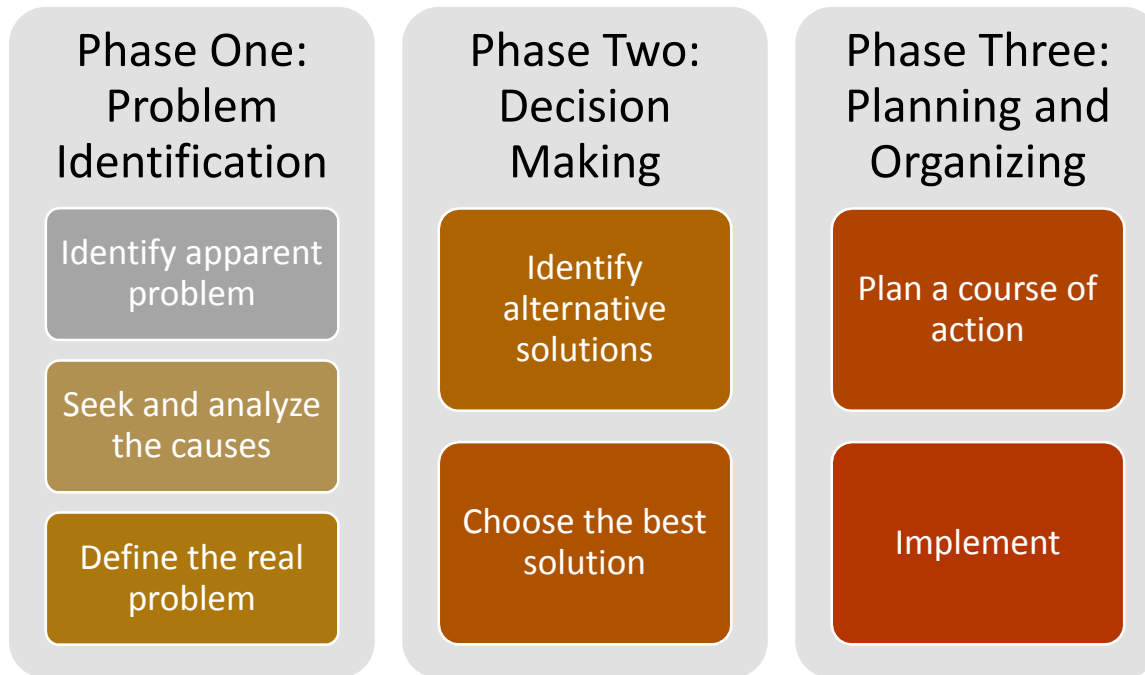 Phase One:
Problem
Identification
Identify apparent
problem
Seek and analyze
the causes
Define the real
problem
Phase Two:
Decision
Making
Identify
alternative
solutions
Choose the best
solution
Phase Three:
Planning and
Organizing
Plan a course of
action
Implement